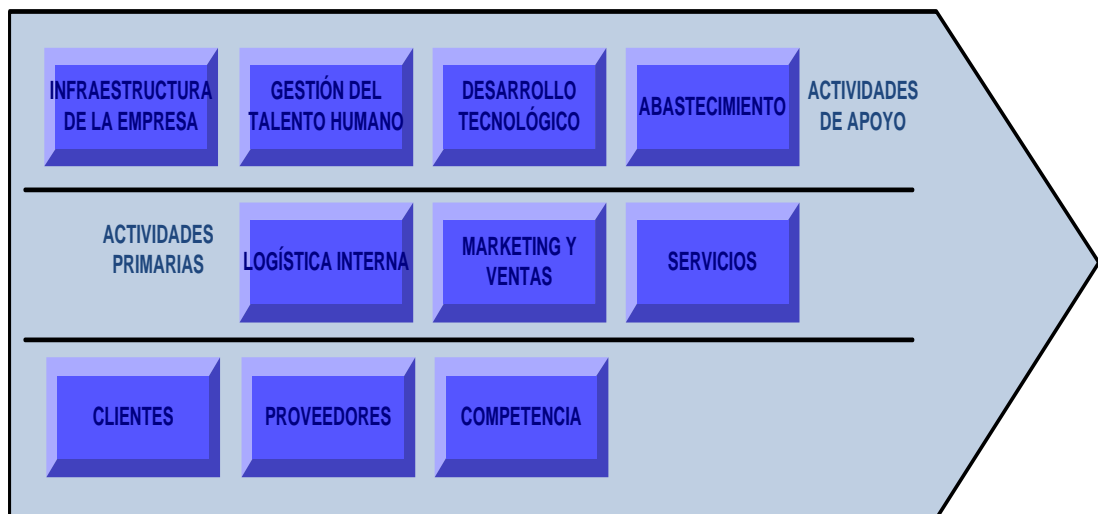 INFRAESTRUCTURA
DE LA EMPRESA
GESTIÓN DEL
TALENTO HUMANO
DESARROLLO
TECNOLÓGICO
ABASTECIMIENTO
ACTIVIDADES
DE APOYO
ACTIVIDADES
PRIMARIAS
LOGÍSTICA INTERNA
MARKETING Y
VENTAS
SERVICIOS
CLIENTES
PROVEEDORES
COMPETENCIA